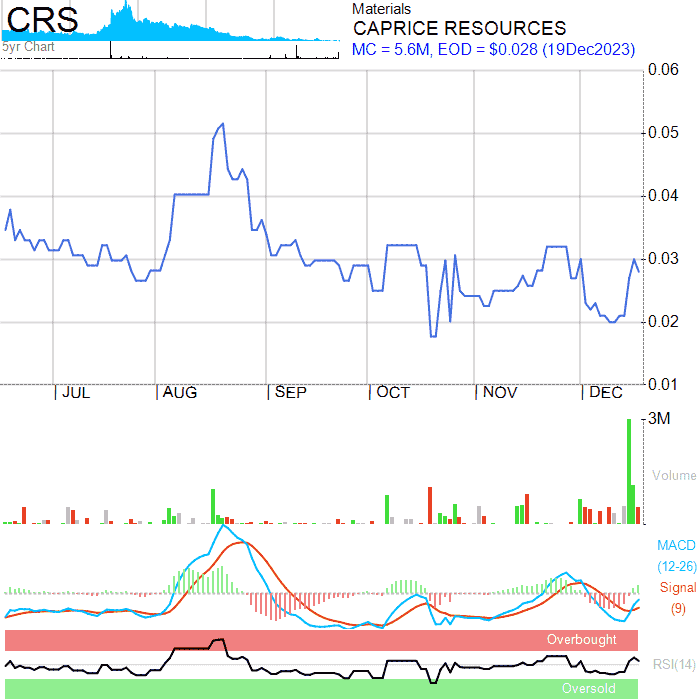 CRS
5yr Chart
Materials
CAPRICE RESOURCES
MC = 5.6M, EOD = $0.028 (19Dec2023)
0.06
0.05
0.04
0.03
0.02
0.01
JUL AUG SEP OCT NOV DEC
3M
Volume
MACD
(12-26)
Signal
(9)
Overbought
RSI(14)
Oversold